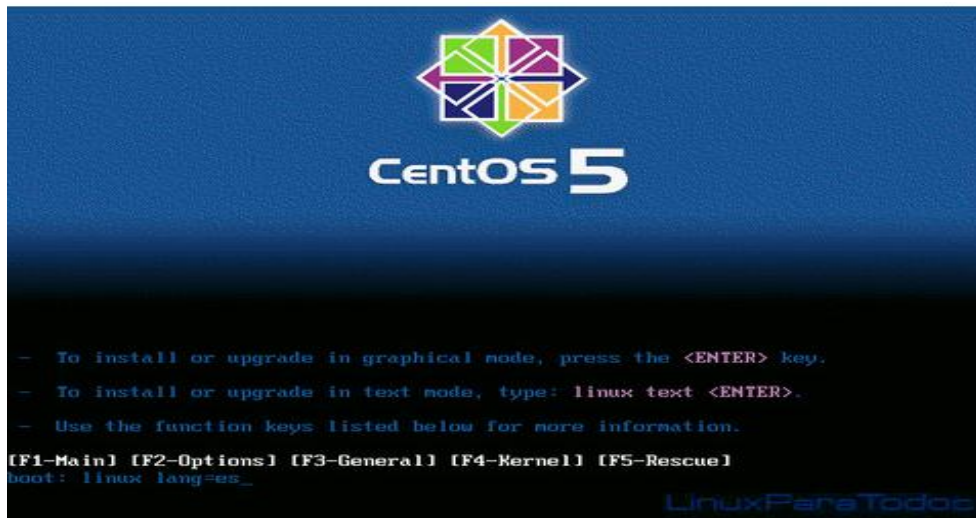 CentOS 5
- To install or upgrade in graphical mode, press the <ENTER> key.
- To install or upgrade in text mode, type: linux text <ENTER>.
- Use the function keys listed below for more information.
[F1-Main] [F2-Options] [F3-General] [F4-Kernel] [F5-Rescue]
boot: linux lang=es_
LinuxParaTodos